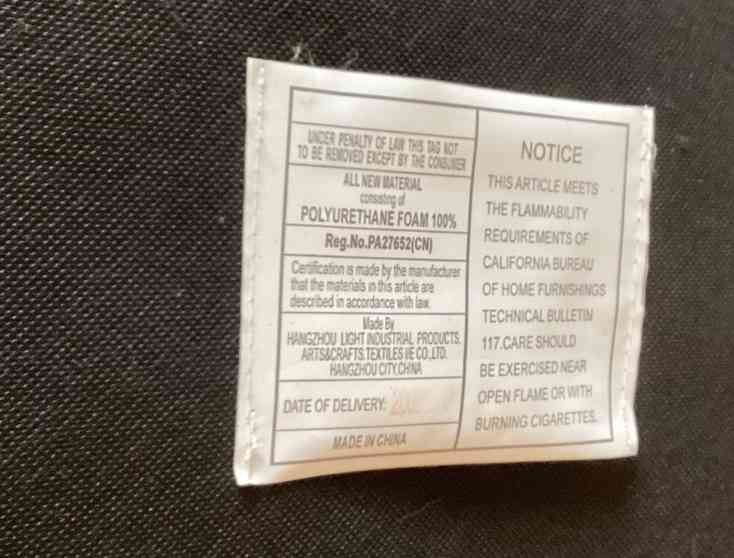 UNDER PENALTY OF LAW THIS TAG NOT
TO BE REMOVED EXCEPT BY THE CONSUMER
ALL NEW MATERIAL
consisting of
POLYURETHANE FOAM 100%
Reg.No.PA27652(CN)
Certification is made by the manufacturer
that the materials in this article are
described in accordance with law.
Made By
HANGZHOU LIGHT INDUSTRIAL PRODUCTS,
ARTS&CRAFTS,TEXTILES I/E CO.,LTD.
HANGZHOU CITY,CHINA
DATE OF DELIVERY:
MADE IN CHINA
NOTICE
THIS ARTICLE MEETS
THE FLAMMABILITY
REQUIREMENTS OF
CALIFORNIA BUREAU
OF HOME FURNISHINGS
TECHNICAL BULLETIN
117.CARE SHOULD
BE EXERCISED NEAR
OPEN FLAME OR WITH
BURNING CIGARETTES.